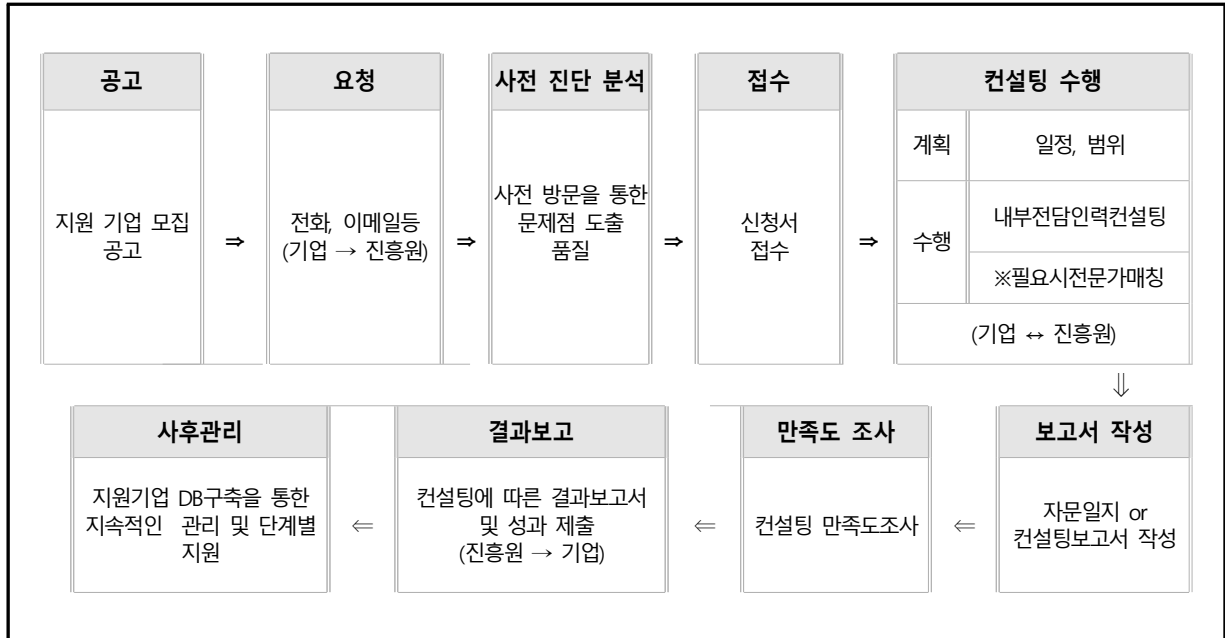 공고
지원 기업 모집
공고
⇒
요청
전화, 이메일등
(기업 → 진흥원)
⇒
사전 진단 분석
사전 방문을 통한
문제점 도출
품질
⇒
접수
신청서
접수
⇒
컨설팅 수행
계획
일정, 범위
수행
내부전담인력컨설팅
※필요시전문가매칭
(기업 ↔ 진흥원)
⇓
보고서 작성
자문일지 or
컨설팅보고서 작성
⇐
만족도 조사
컨설팅 만족도조사
⇐
결과보고
컨설팅에 따른 결과보고서
및 성과 제출
(진흥원 → 기업)
⇐
사후관리
지원기업 DB구축을 통한
지속적인 관리 및 단계별
지원